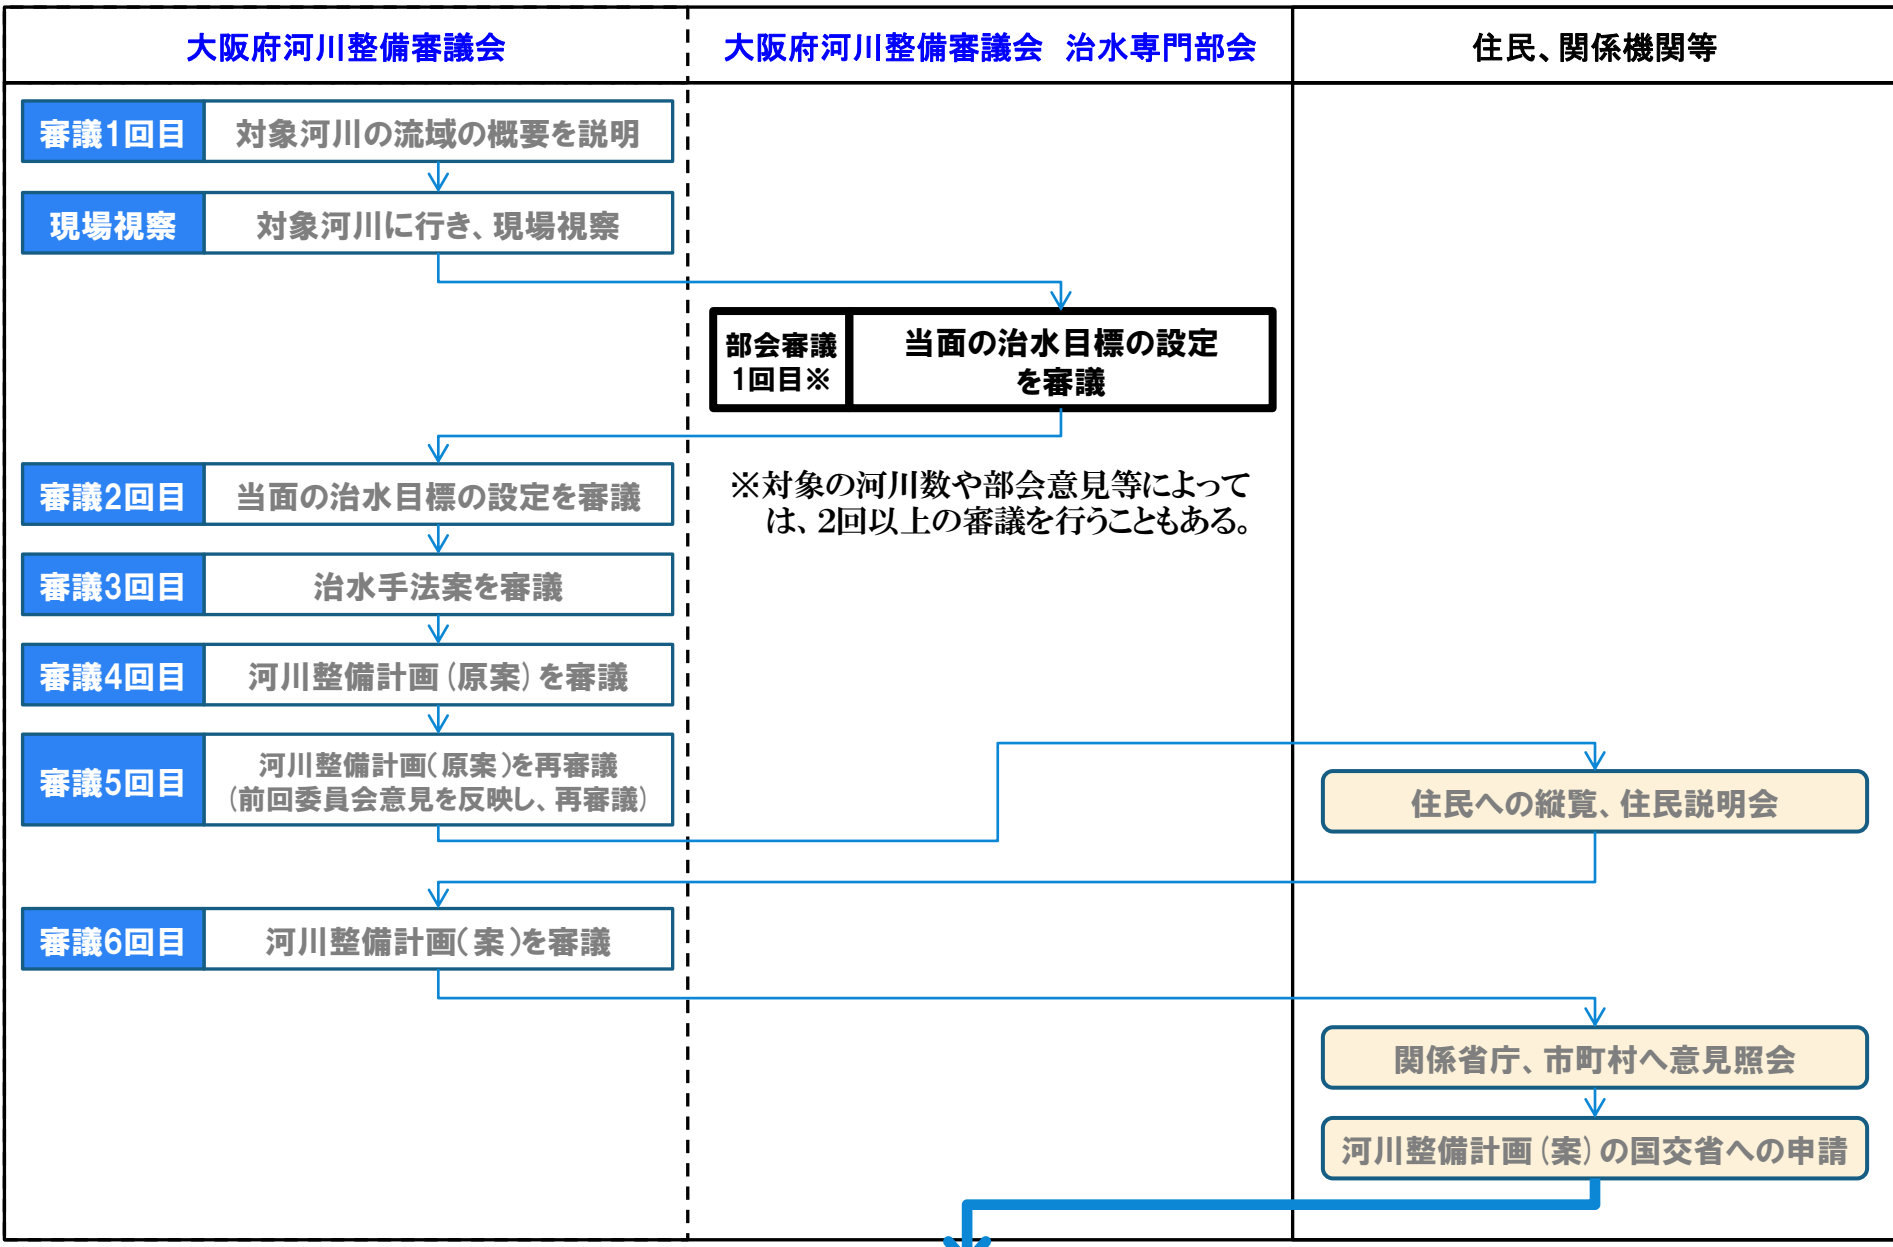 大阪府河川整備審議会
大阪府河川整備審議会　治水専門部会
住民、関係機関等
審議1回目
対象河川の流域の概要を説明
現場視察
対象河川に行き、現場視察
部会審議
1回目※
当面の治水目標の設定
を審議
審議2回目
当面の治水目標の設定を審議
※対象の河川数や部会意見等によって
は、2回以上の審議を行うこともある。
審議3回目
治水手法案を審議
審議4回目
河川整備計画(原案)を審議
審議5回目
河川整備計画(原案)を再審議
(前回委員会意見を反映し、再審議)
住民への縦覧、住民説明会
審議6回目
河川整備計画(案)を審議
関係省庁、市町村へ意見照会
河川整備計画(案)の国交省への申請